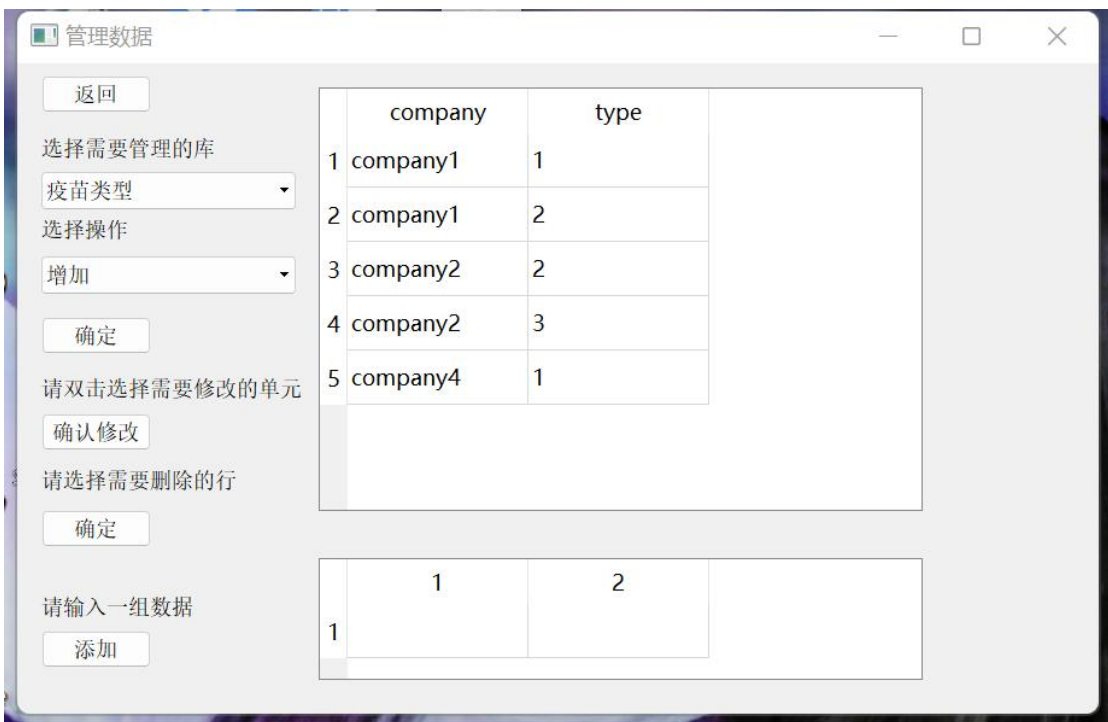 管理数据
返回
选择需要管理的库
疫苗类型
选择操作
增加
确定
请双击选择需要修改的单元
确认修改
请选择需要删除的行
确定
请输入一组数据
添加
company type
1 company1 1
2 company1 2
3 company2 2
4 company2 3
5 company4 1
1 2
1